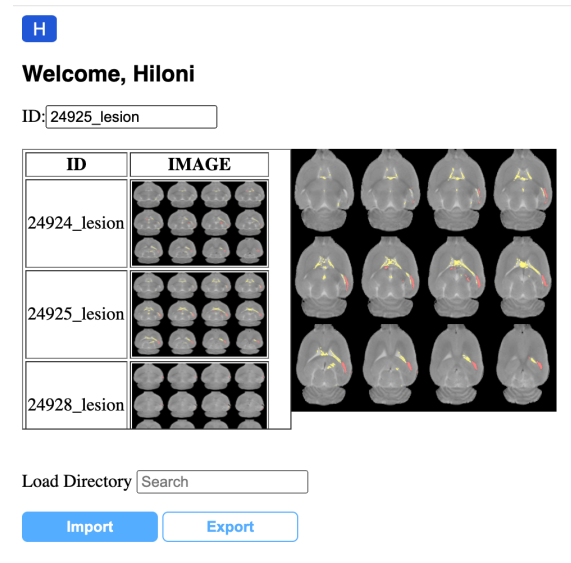 H
Welcome, Hiloni
ID: 24925_lesion
ID IMAGE
24924_lesion
24925_lesion
24928_lesion
Load Directory Search
Import Export